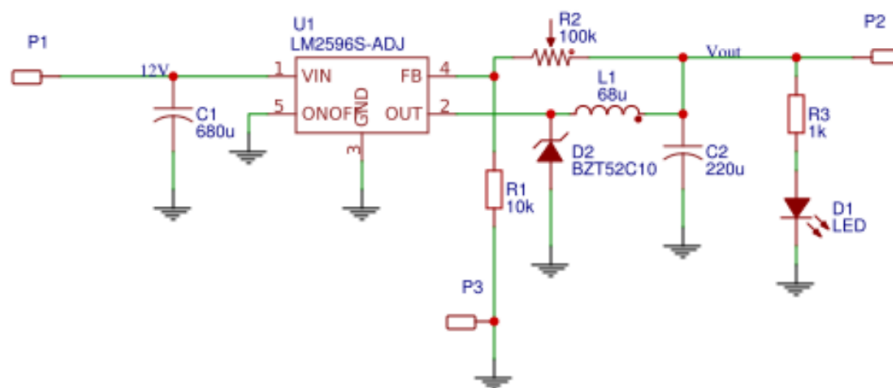 P1
12V
C1
680u
U1
LM2596S-ADJ
1
VIN
FB
4
5
ONOFF
GND
OUT
2
3
R2
100k
L1
68u
D2
BZT52C10
R1
10k
P3
Vout
C2
220u
P2
R3
1k
D1
LED